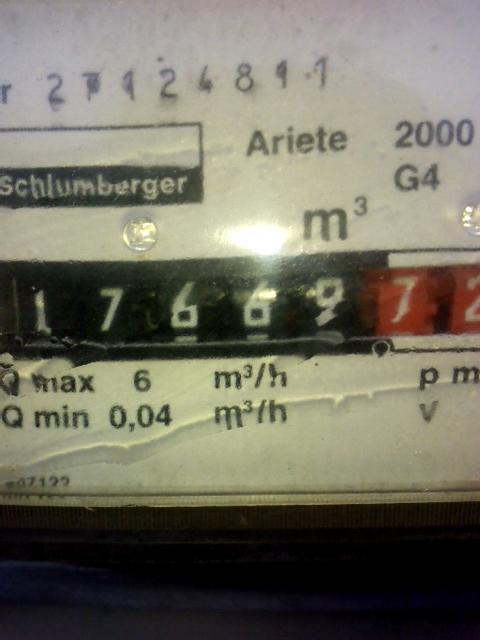 r 27124891
Ariete 2000
Schlumberger
G4
m³
1 7 6 6 9 7 2
Q max 6 m³/h p m
Q min 0,04 m³/h V